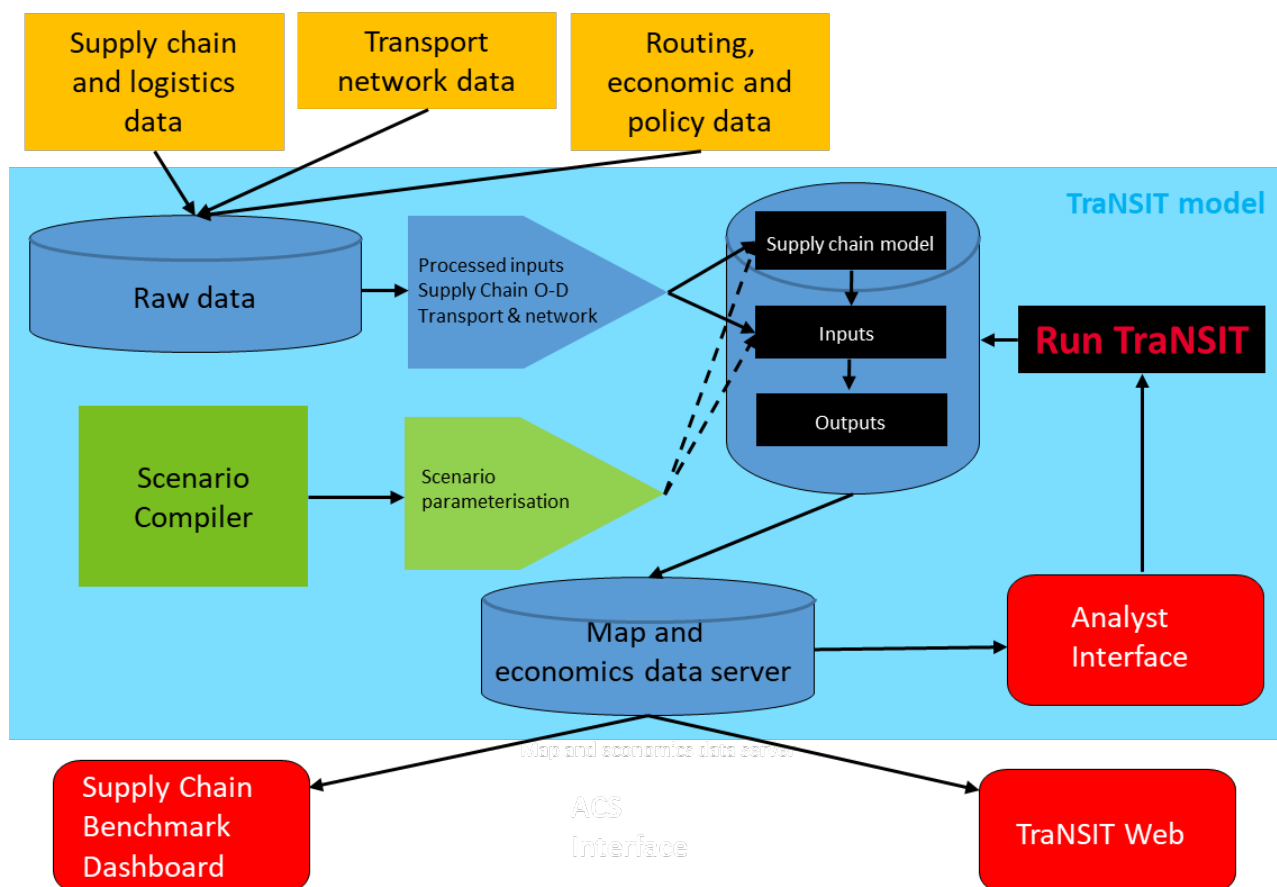 Supply chain
and logistics
data
Transport
network data
Routing,
economic and
policy data
TraNSIT model
Raw data
Processed inputs
Supply Chain O-D
Transport & network
Supply chain model
Inputs
Outputs
Run TraNSIT
Scenario
Compiler
Scenario
parameterisation
Map and
economics data server
Analyst
Interface
Map and economics data server
ACS
Interface
Supply Chain
Benchmark
Dashboard
TraNSIT Web